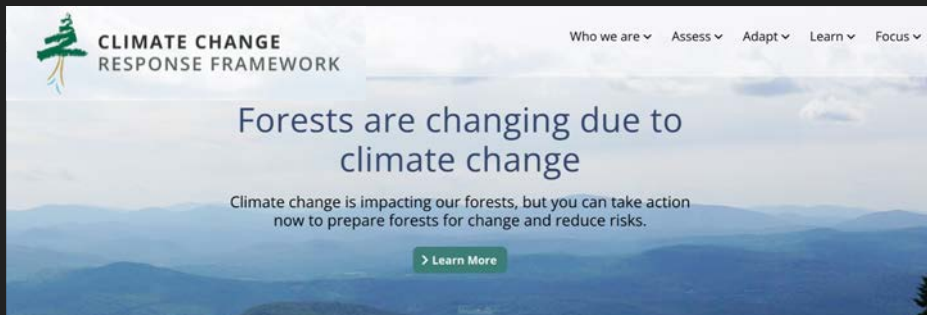 CLIMATE CHANGE
RESPONSE FRAMEWORK
Who we are
Assess
Adapt
Learn
Focus
Forests are changing due to
climate change
Climate change is impacting our forests, but you can take action
now to prepare forests for change and reduce risks.
Learn More